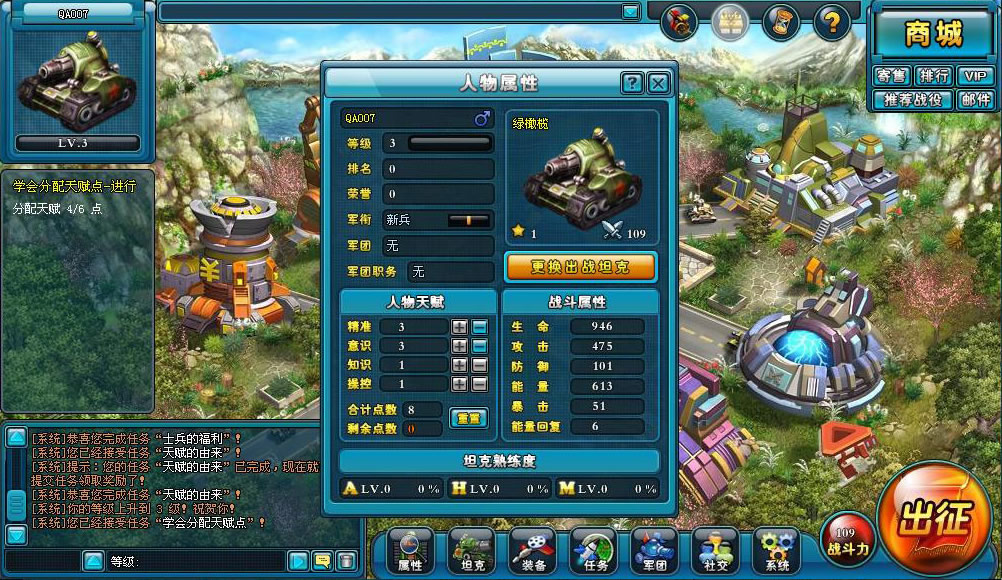 QA007
LV.3
学会分配天赋点-进行
分配天赋 4/6 点
?
商城
寄售
排行
VIP
推荐战役
邮件
人物属性
?
QA007
等级 3
排名 0
荣誉 0
军衔 新兵
军团 无
军团职务 无
绿橄榄
1
109
更换出战坦克
人物天赋
精准 3
意识 3
知识 1
操控 1
合计点数 8
剩余点数 0
重置
战斗属性
生命 946
攻击 475
防御 101
能量 613
暴击 51
能量回复 6
坦克熟练度
A LV.0 0%
H LV.0 0%
M LV.0 0%
[系统]恭喜您完成任务“士兵的福利”!
[系统]您已经接受任务“天赋的由来”!
[系统]提示:您的任务“天赋的由来”已完成,现在就
提交任务领取奖励了!
[系统]恭喜您完成任务“天赋的由来”!
[系统]你的等级上升到 3 级!祝贺你!
[系统]您已经接受任务“学会分配天赋点”!
等级:
属性
坦克
装备
任务
军团
社交
系统
109
战斗力
出征